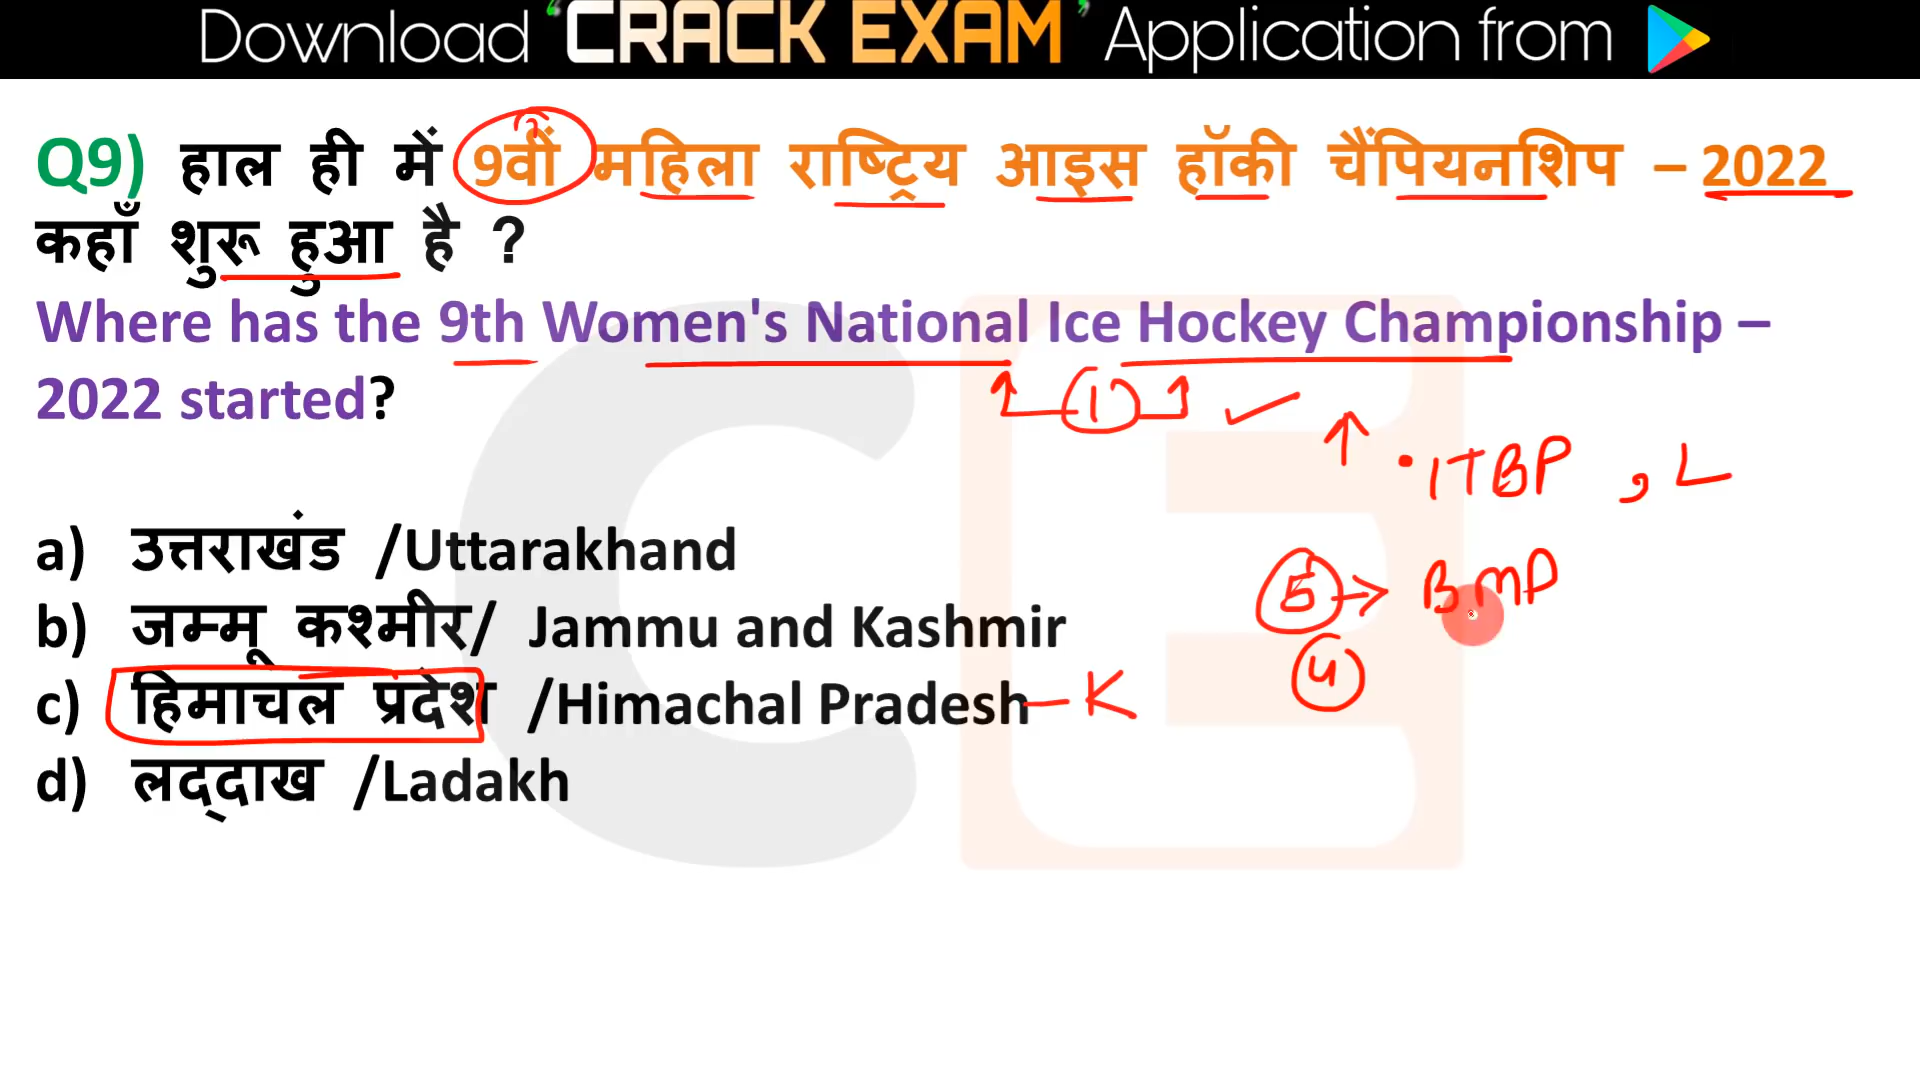 Download ‘CRACK EXAM’ Application from
Q9) हाल ही में 9वीं महिला राष्ट्रिय आइस हॉकी चैंपियनशिप – 2022
कहाँ शुरू हुआ है ?
Where has the 9th Women's National Ice Hockey Championship –
2022 started?
1
• ITBP , L
a) उत्तराखंड /Uttarakhand
5 → BMP
b) जम्मू कश्मीर/ Jammu and Kashmir
4
c) हिमाचल प्रदेश /Himachal Pradesh – K
d) लद्दाख /Ladakh
CE